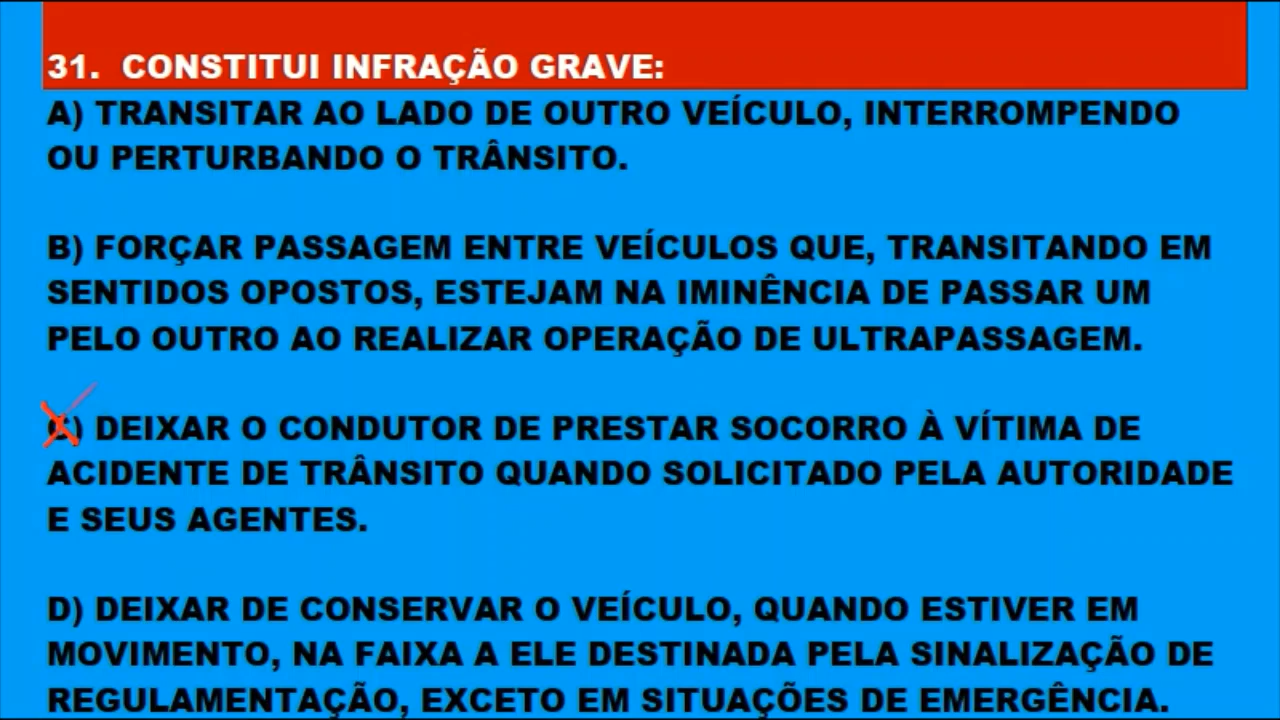 31. CONSTITUI INFRAÇÃO GRAVE:
A) TRANSITAR AO LADO DE OUTRO VEÍCULO, INTERROMPENDO
OU PERTURBANDO O TRÂNSITO.
B) FORÇAR PASSAGEM ENTRE VEÍCULOS QUE, TRANSITANDO EM
SENTIDOS OPOSTOS, ESTEJAM NA IMINÊNCIA DE PASSAR UM
PELO OUTRO AO REALIZAR OPERAÇÃO DE ULTRAPASSAGEM.
C) DEIXAR O CONDUTOR DE PRESTAR SOCORRO À VÍTIMA DE
ACIDENTE DE TRÂNSITO QUANDO SOLICITADO PELA AUTORIDADE
E SEUS AGENTES.
D) DEIXAR DE CONSERVAR O VEÍCULO, QUANDO ESTIVER EM
MOVIMENTO, NA FAIXA A ELE DESTINADA PELA SINALIZAÇÃO DE
REGULAMENTAÇÃO, EXCETO EM SITUAÇÕES DE EMERGÊNCIA.